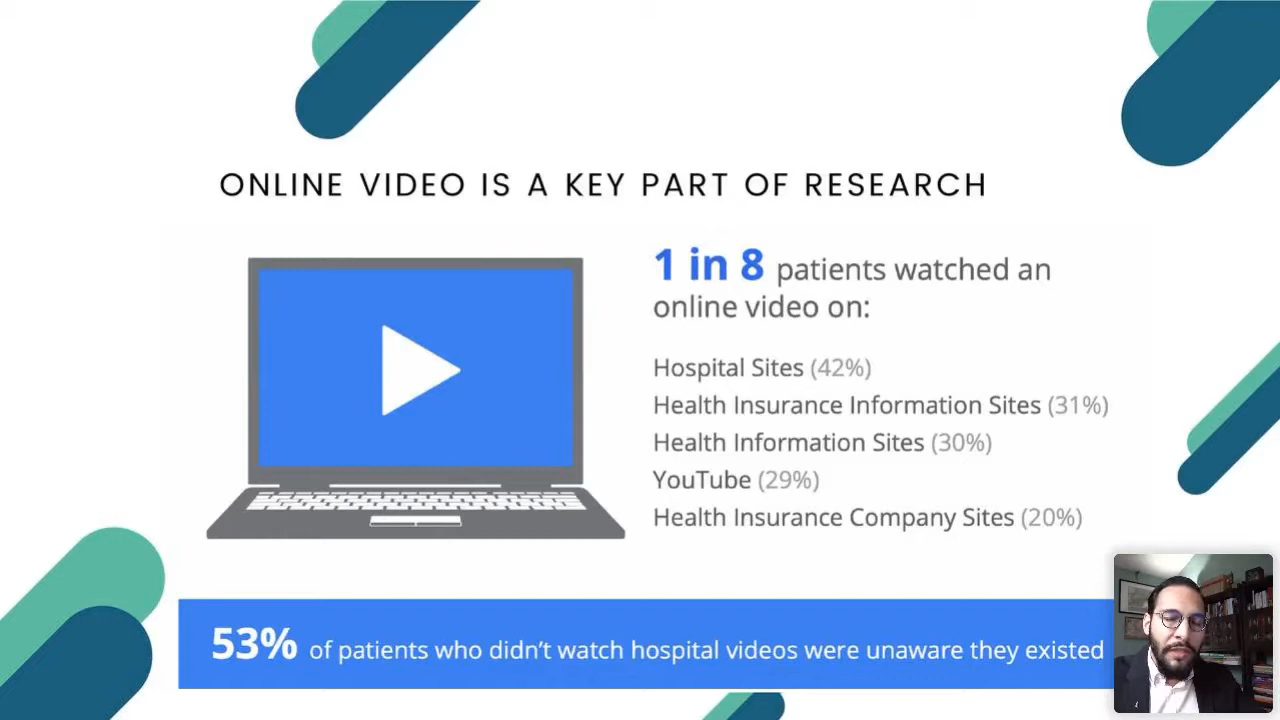 ONLINE VIDEO IS A KEY PART OF RESEARCH
1 in 8 patients watched an
online video on:
Hospital Sites (42%)
Health Insurance Information Sites (31%)
Health Information Sites (30%)
YouTube (29%)
Health Insurance Company Sites (20%)
53% of patients who didn't watch hospital videos were unaware they existed